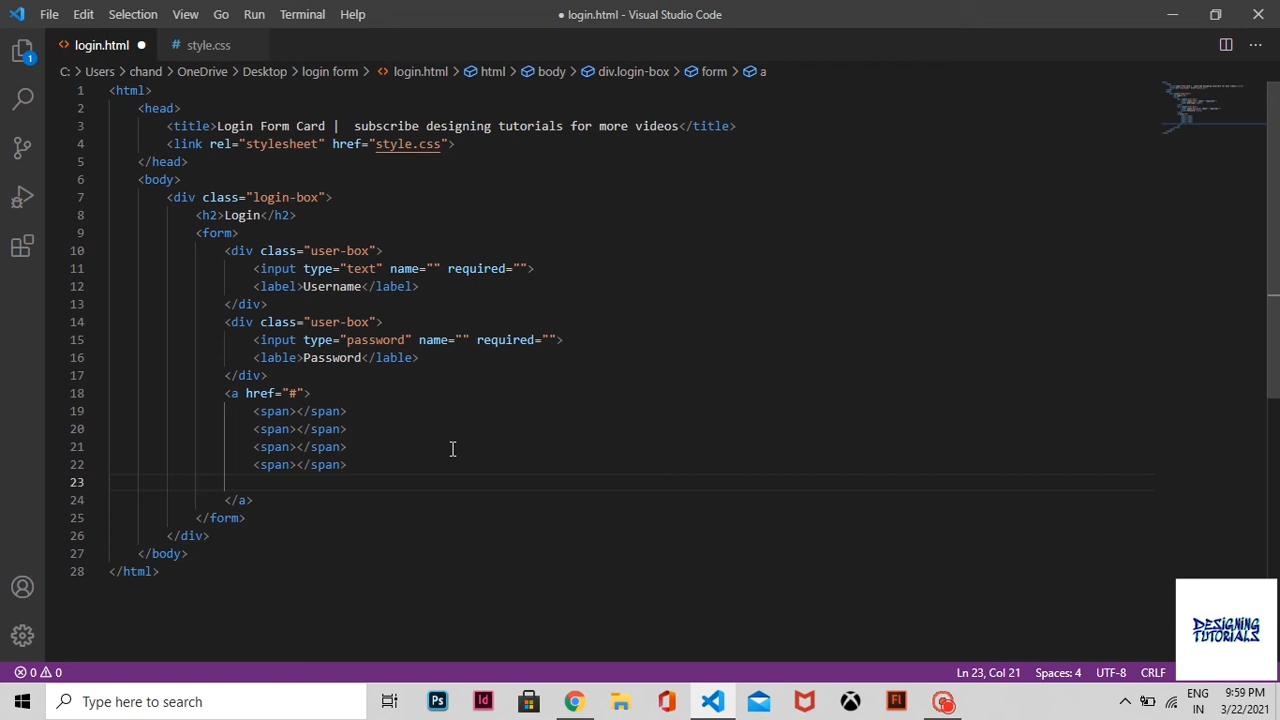 File Edit Selection View Go Run Terminal Help
● login.html - Visual Studio Code
login.html ●
style.css
1
C: > Users > chand > OneDrive > Desktop > login form > login.html > html > body > div.login-box > form > a
1 <html>
2 <head>
3 <title>Login Form Card |  subscribe designing tutorials for more videos</title>
4 <link rel="stylesheet" href="style.css">
5 </head>
6 <body>
7 <div class="login-box">
8 <h2>Login</h2>
9 <form>
10 <div class="user-box">
11 <input type="text" name="" required="">
12 <label>Username</label>
13 </div>
14 <div class="user-box">
15 <input type="password" name="" required="">
16 <lable>Password</lable>
17 </div>
18 <a href="#">
19 <span></span>
20 <span></span>
21 <span></span>
22 <span></span>
23
24 </a>
25 </form>
26 </div>
27 </body>
28 </html>
DESIGNING
TUTORIALS
0 0
Ln 23, Col 21 Spaces: 4 UTF-8 CRLF
Type here to search
Ps
Id
Fl
ENG
IN
9:59 PM
3/22/2021